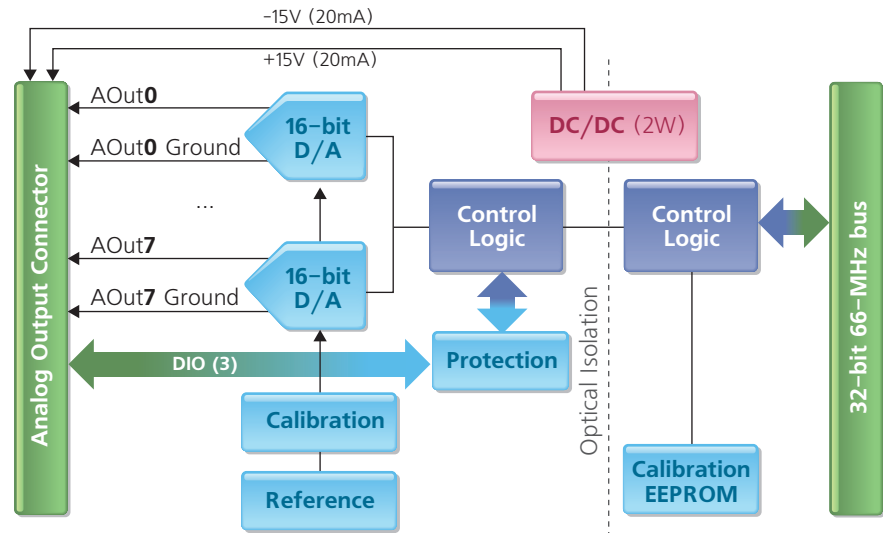 -15V (20mA)
+15V (20mA)
AOut0
16-bit
D/A
DC/DC (2W)
AOut0 Ground
...
Control
Logic
Control
Logic
AOut7
16-bit
D/A
AOut7 Ground
DIO (3)
Protection
Calibration
Reference
Calibration
EEPROM
Analog Output Connector
Optical Isolation
32-bit 66-MHz bus